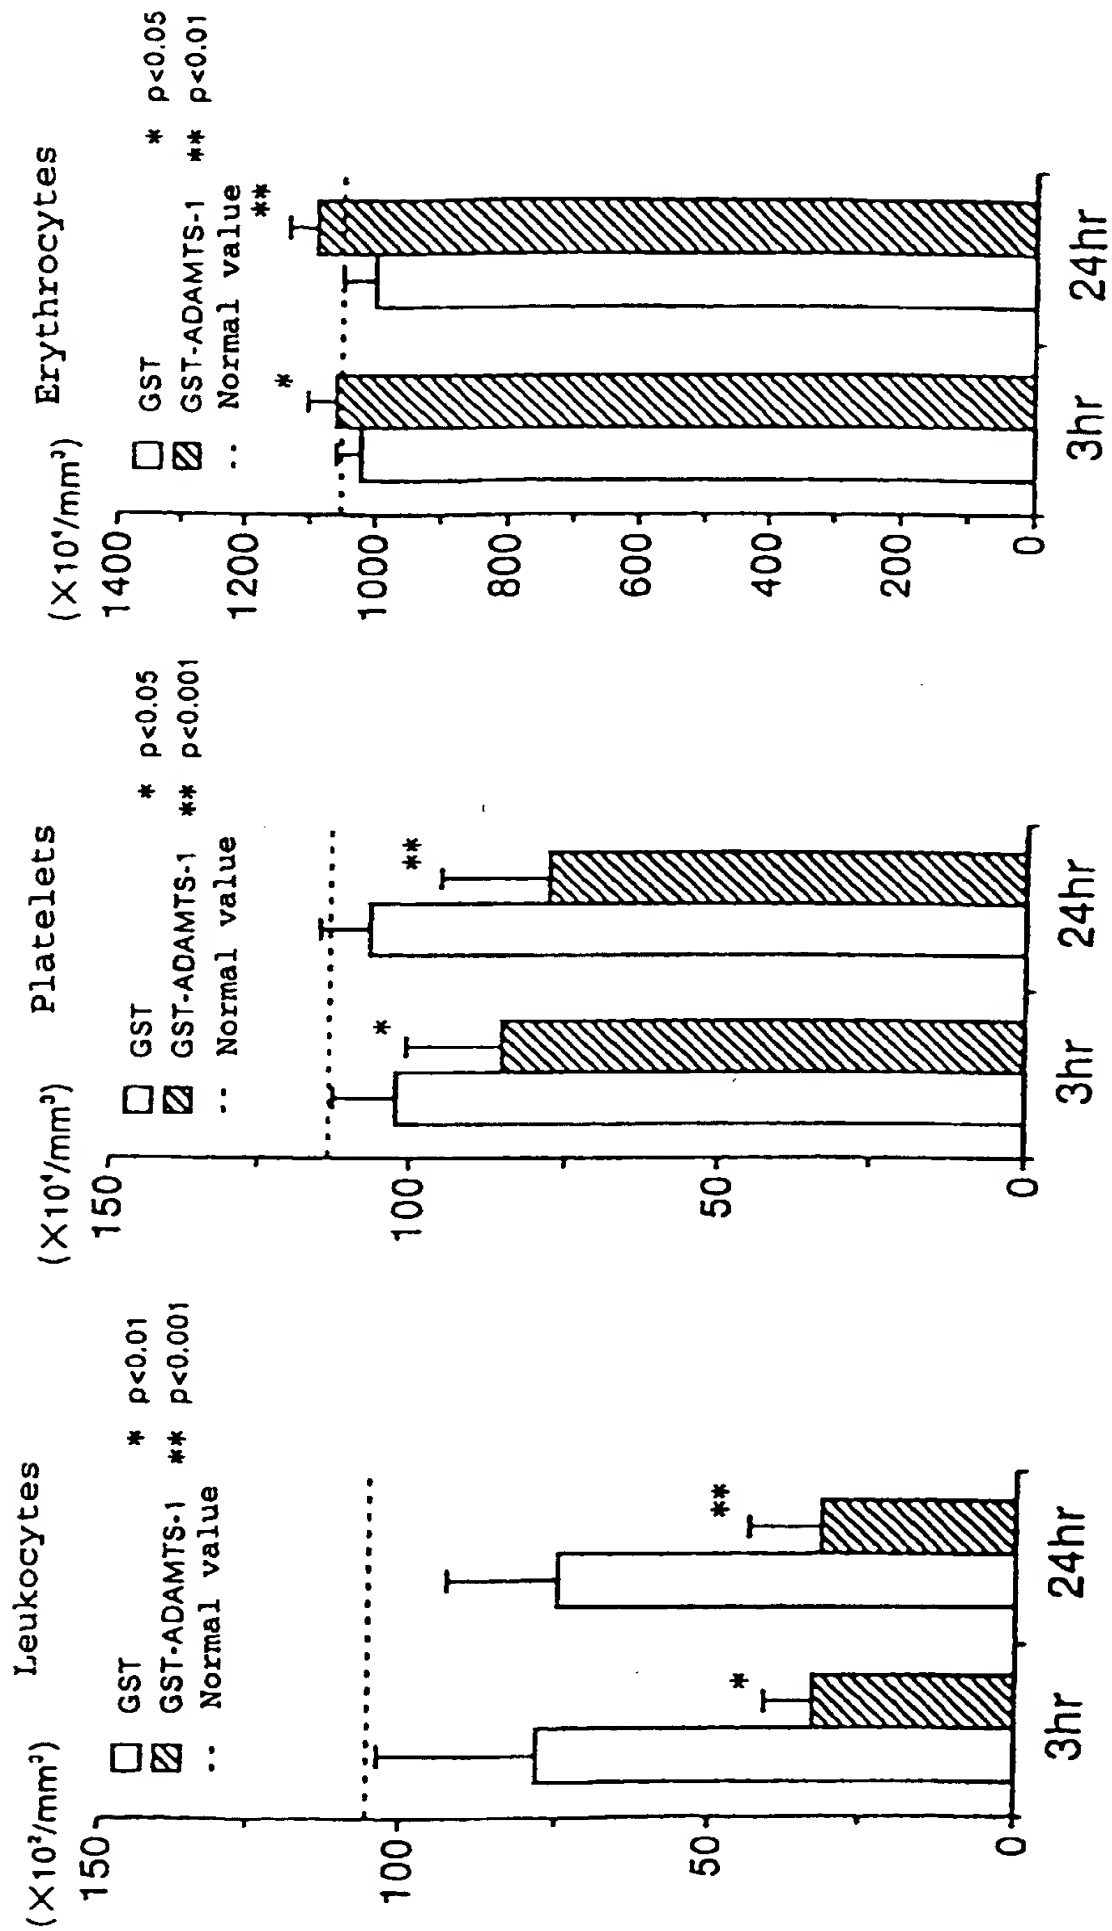 Leukocytes
(X10²/mm³)
GST
* p<0.01
GST-ADAMTS-1 ** p<0.001
Normal value
150
100
50
0
*
**
3hr
24hr
Platelets
(X10⁴/mm³)
GST
* p<0.05
GST-ADAMTS-1 ** p<0.001
Normal value
150
100
50
0
*
**
3hr
24hr
Erythrocytes
(X10⁴/mm³)
GST
* p<0.05
GST-ADAMTS-1 ** p<0.01
Normal value
1400
1200
1000
800
600
400
200
0
*
**
3hr
24hr